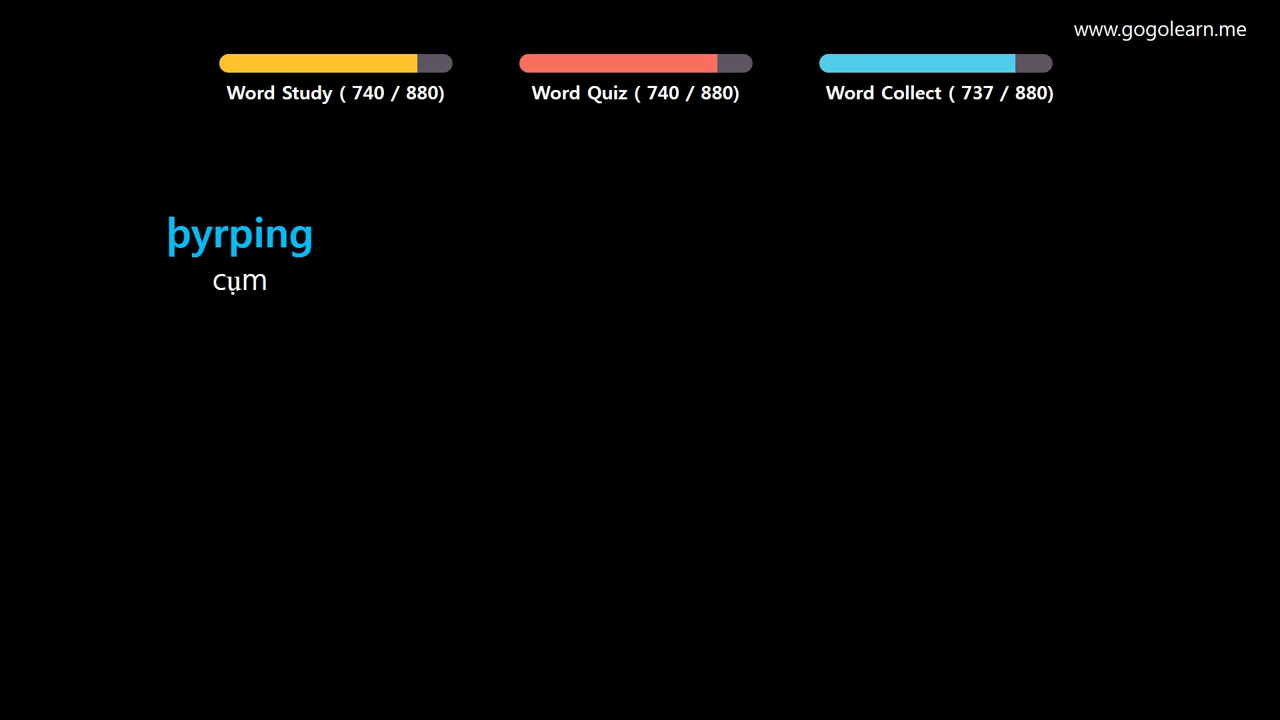 www.gogolearn.me
Word Study ( 740 / 880)
Word Quiz ( 740 / 880)
Word Collect ( 737 / 880)
þyrping
cụm